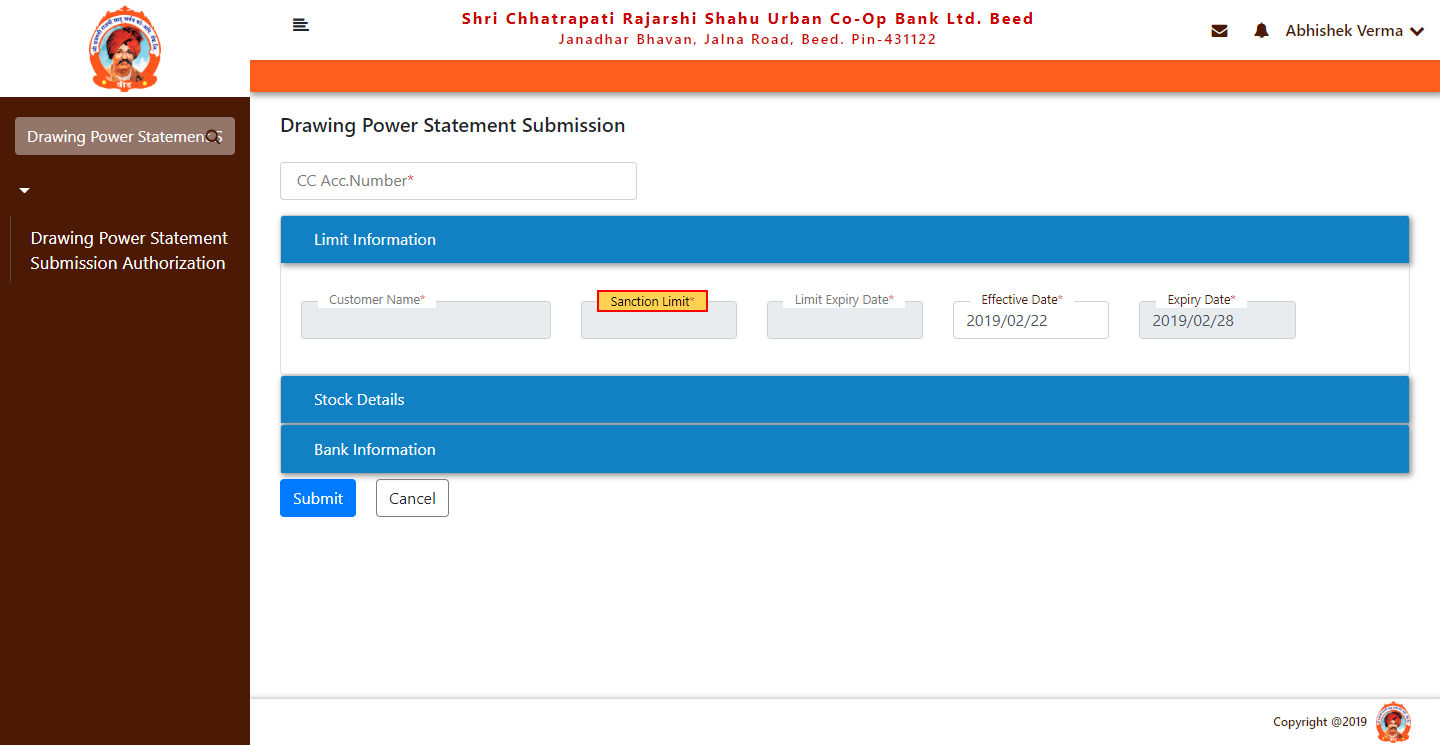 Shri Chhatrapati Rajarshi Shahu Urban Co-Op Bank Ltd. Beed
Janadhar Bhavan, Jalna Road, Beed. Pin-431122
Abhishek Verma
Drawing Power Statement S
Drawing Power Statement
Submission Authorization
Drawing Power Statement Submission
CC Acc.Number*
Limit Information
Customer Name*
Sanction Limit*
Limit Expiry Date*
Effective Date*
2019/02/22
Expiry Date*
2019/02/28
Stock Details
Bank Information
Submit
Cancel
Copyright @2019